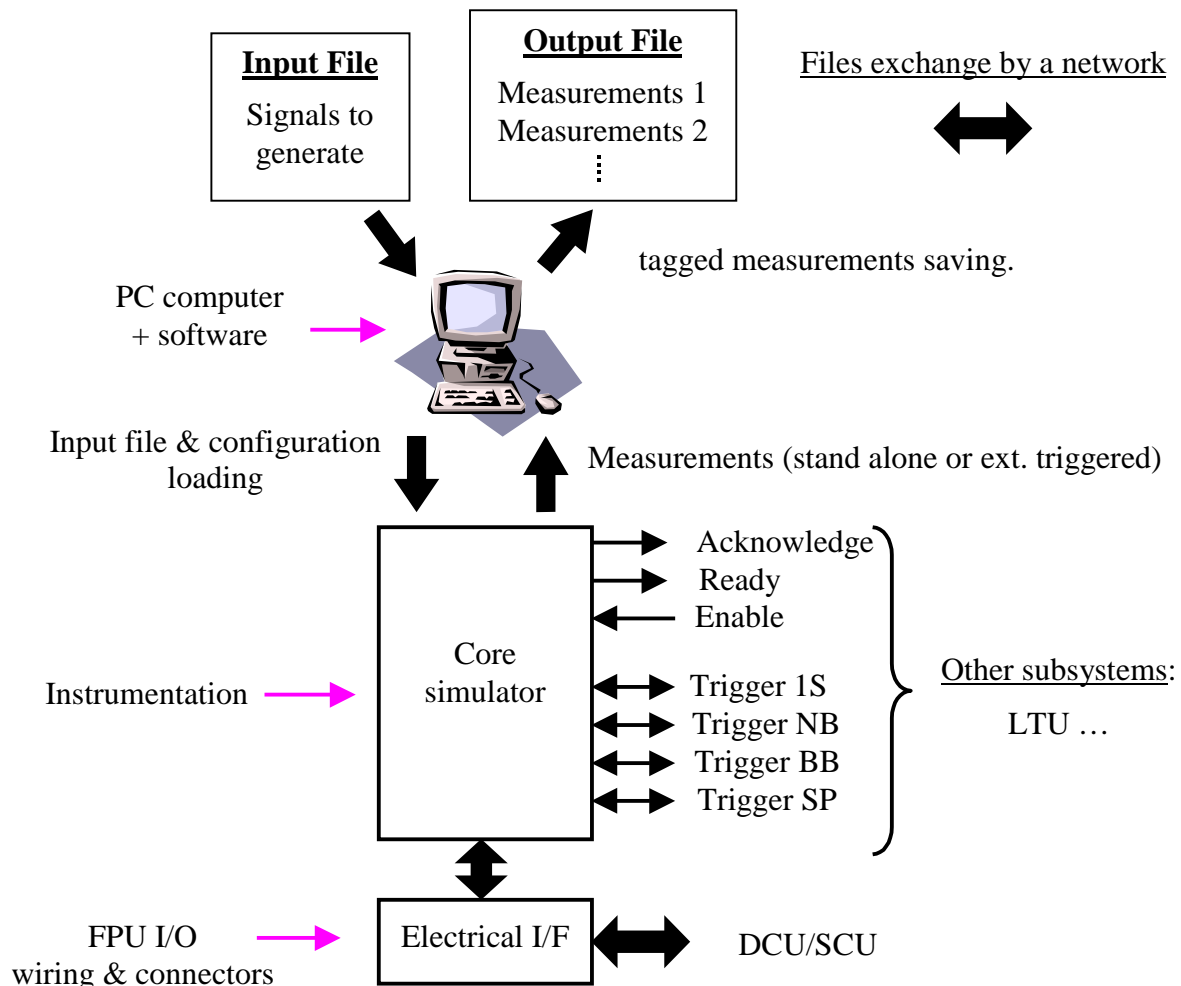 Input File
Signals to
generate
Output File
Measurements 1
Measurements 2
Files exchange by a network
tagged measurements saving.
PC computer
+ software
Input file & configuration
loading
Measurements (stand alone or ext. triggered)
Core
simulator
Acknowledge
Ready
Enable
Trigger 1S
Trigger NB
Trigger BB
Trigger SP
Instrumentation
Other subsystems:
LTU …
FPU I/O
wiring & connectors
Electrical I/F
DCU/SCU